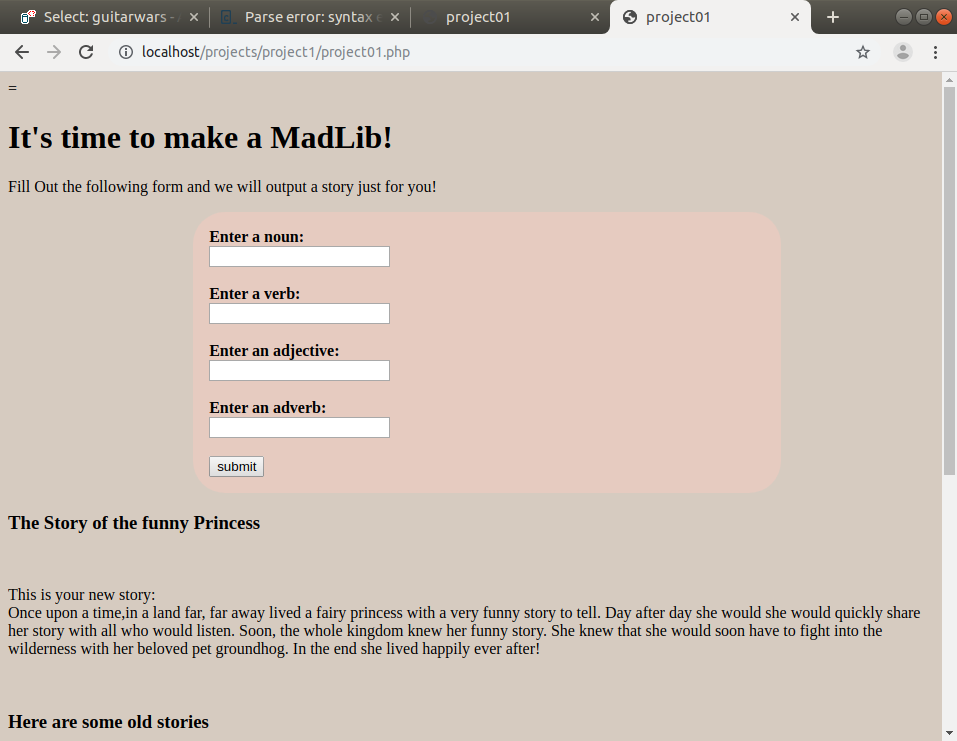 Select: guitarwars - A
Parse error: syntax e
project01
project01
localhost/projects/project1/project01.php
=
It's time to make a MadLib!
Fill Out the following form and we will output a story just for you!
Enter a noun:
Enter a verb:
Enter an adjective:
Enter an adverb:
submit
The Story of the funny Princess
This is your new story:
Once upon a time,in a land far, far away lived a fairy princess with a very funny story to tell. Day after day she would she would quickly share
her story with all who would listen. Soon, the whole kingdom knew her funny story. She knew that she would soon have to fight into the
wilderness with her beloved pet groundhog. In the end she lived happily ever after!
Here are some old stories